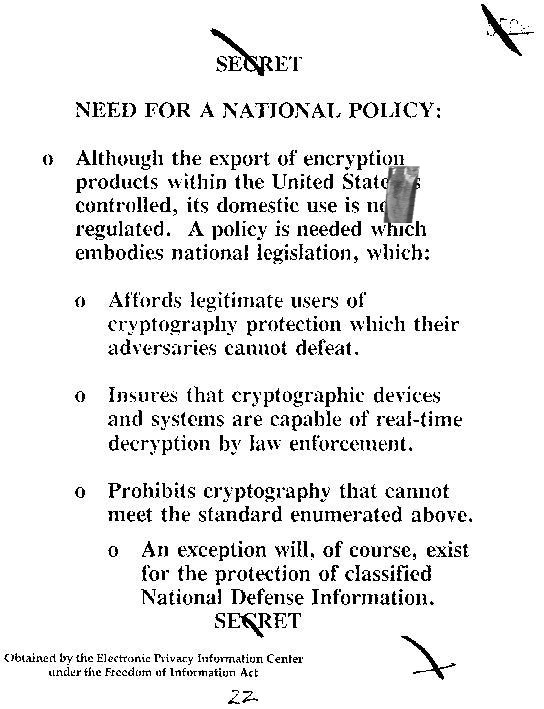 SECRET
NEED FOR A NATIONAL POLICY:
o Although the export of encryption
products within the United
controlled, its domestic use is
regulated. A policy is needed which
embodies national legislation, which:
o Affords legitimate users of
cryptography protection which their
adversaries cannot defeat.
o Insures that cryptographic devices
and systems are capable of real-time
decryption by law enforcement.
o Prohibits cryptography that cannot
meet the standard enumerated above.
o An exception will, of course, exist
for the protection of classified
National Defense Information.
SECRET
Obtained by the Electronic Privacy Information Center
under the Freedom of Information Act
22